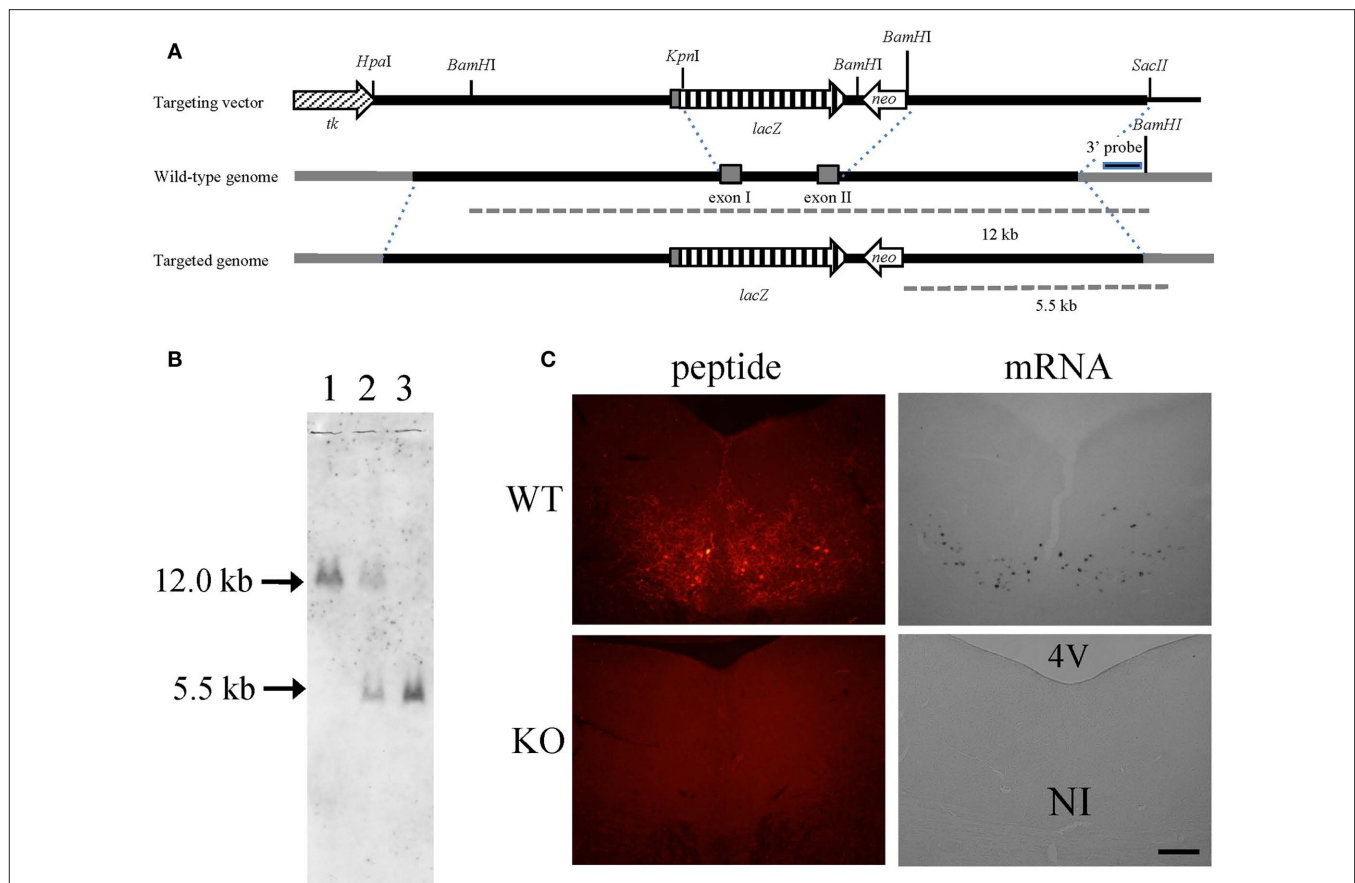 A
HpaI
BamHI
KpnI
BamHI
BamHI
SacII
Targeting vector
tk
lacZ
neo
BamHI
3' probe
Wild-type genome
exon I
exon II
12 kb
Targeted genome
neo
lacZ
5.5 kb
B
1 2 3
12.0 kb
5.5 kb
C
peptide
mRNA
WT
KO
4V
NI